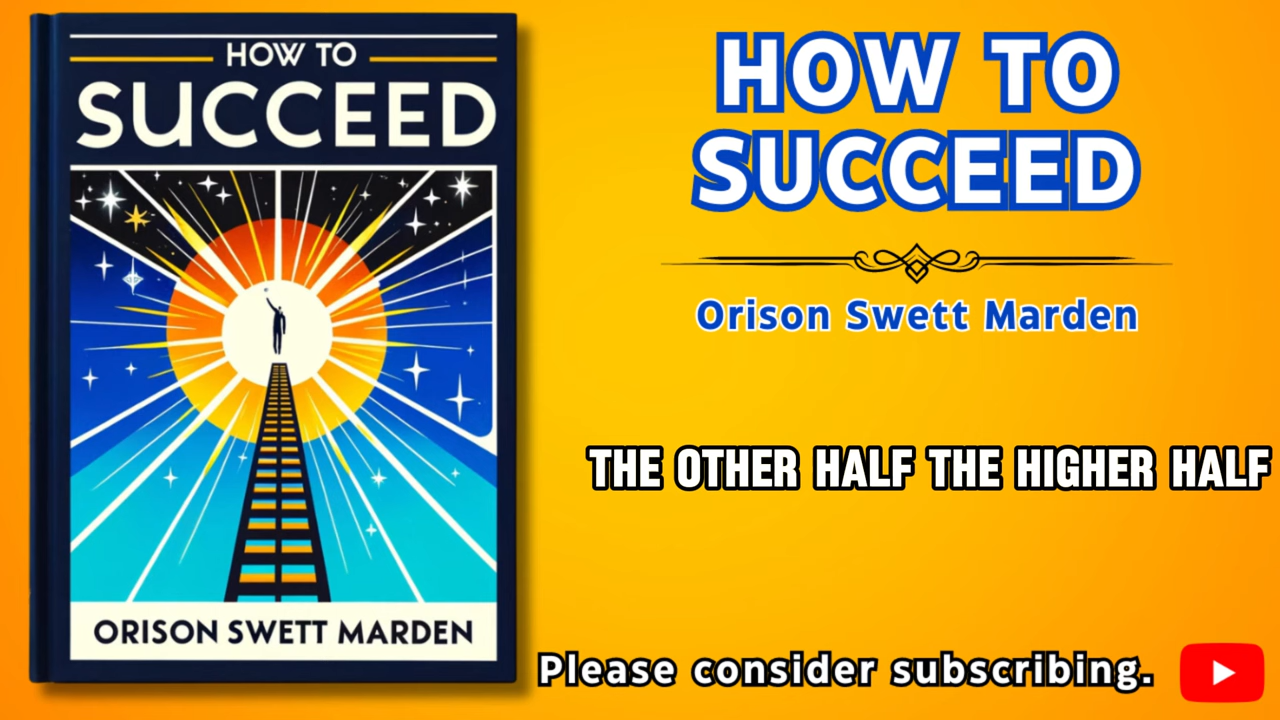 HOW TO
SUCCEED
ORISON SWETT MARDEN
HOW TO
SUCCEED
Orison Swett Marden
THE OTHER HALF THE HIGHER HALF
Please consider subscribing.